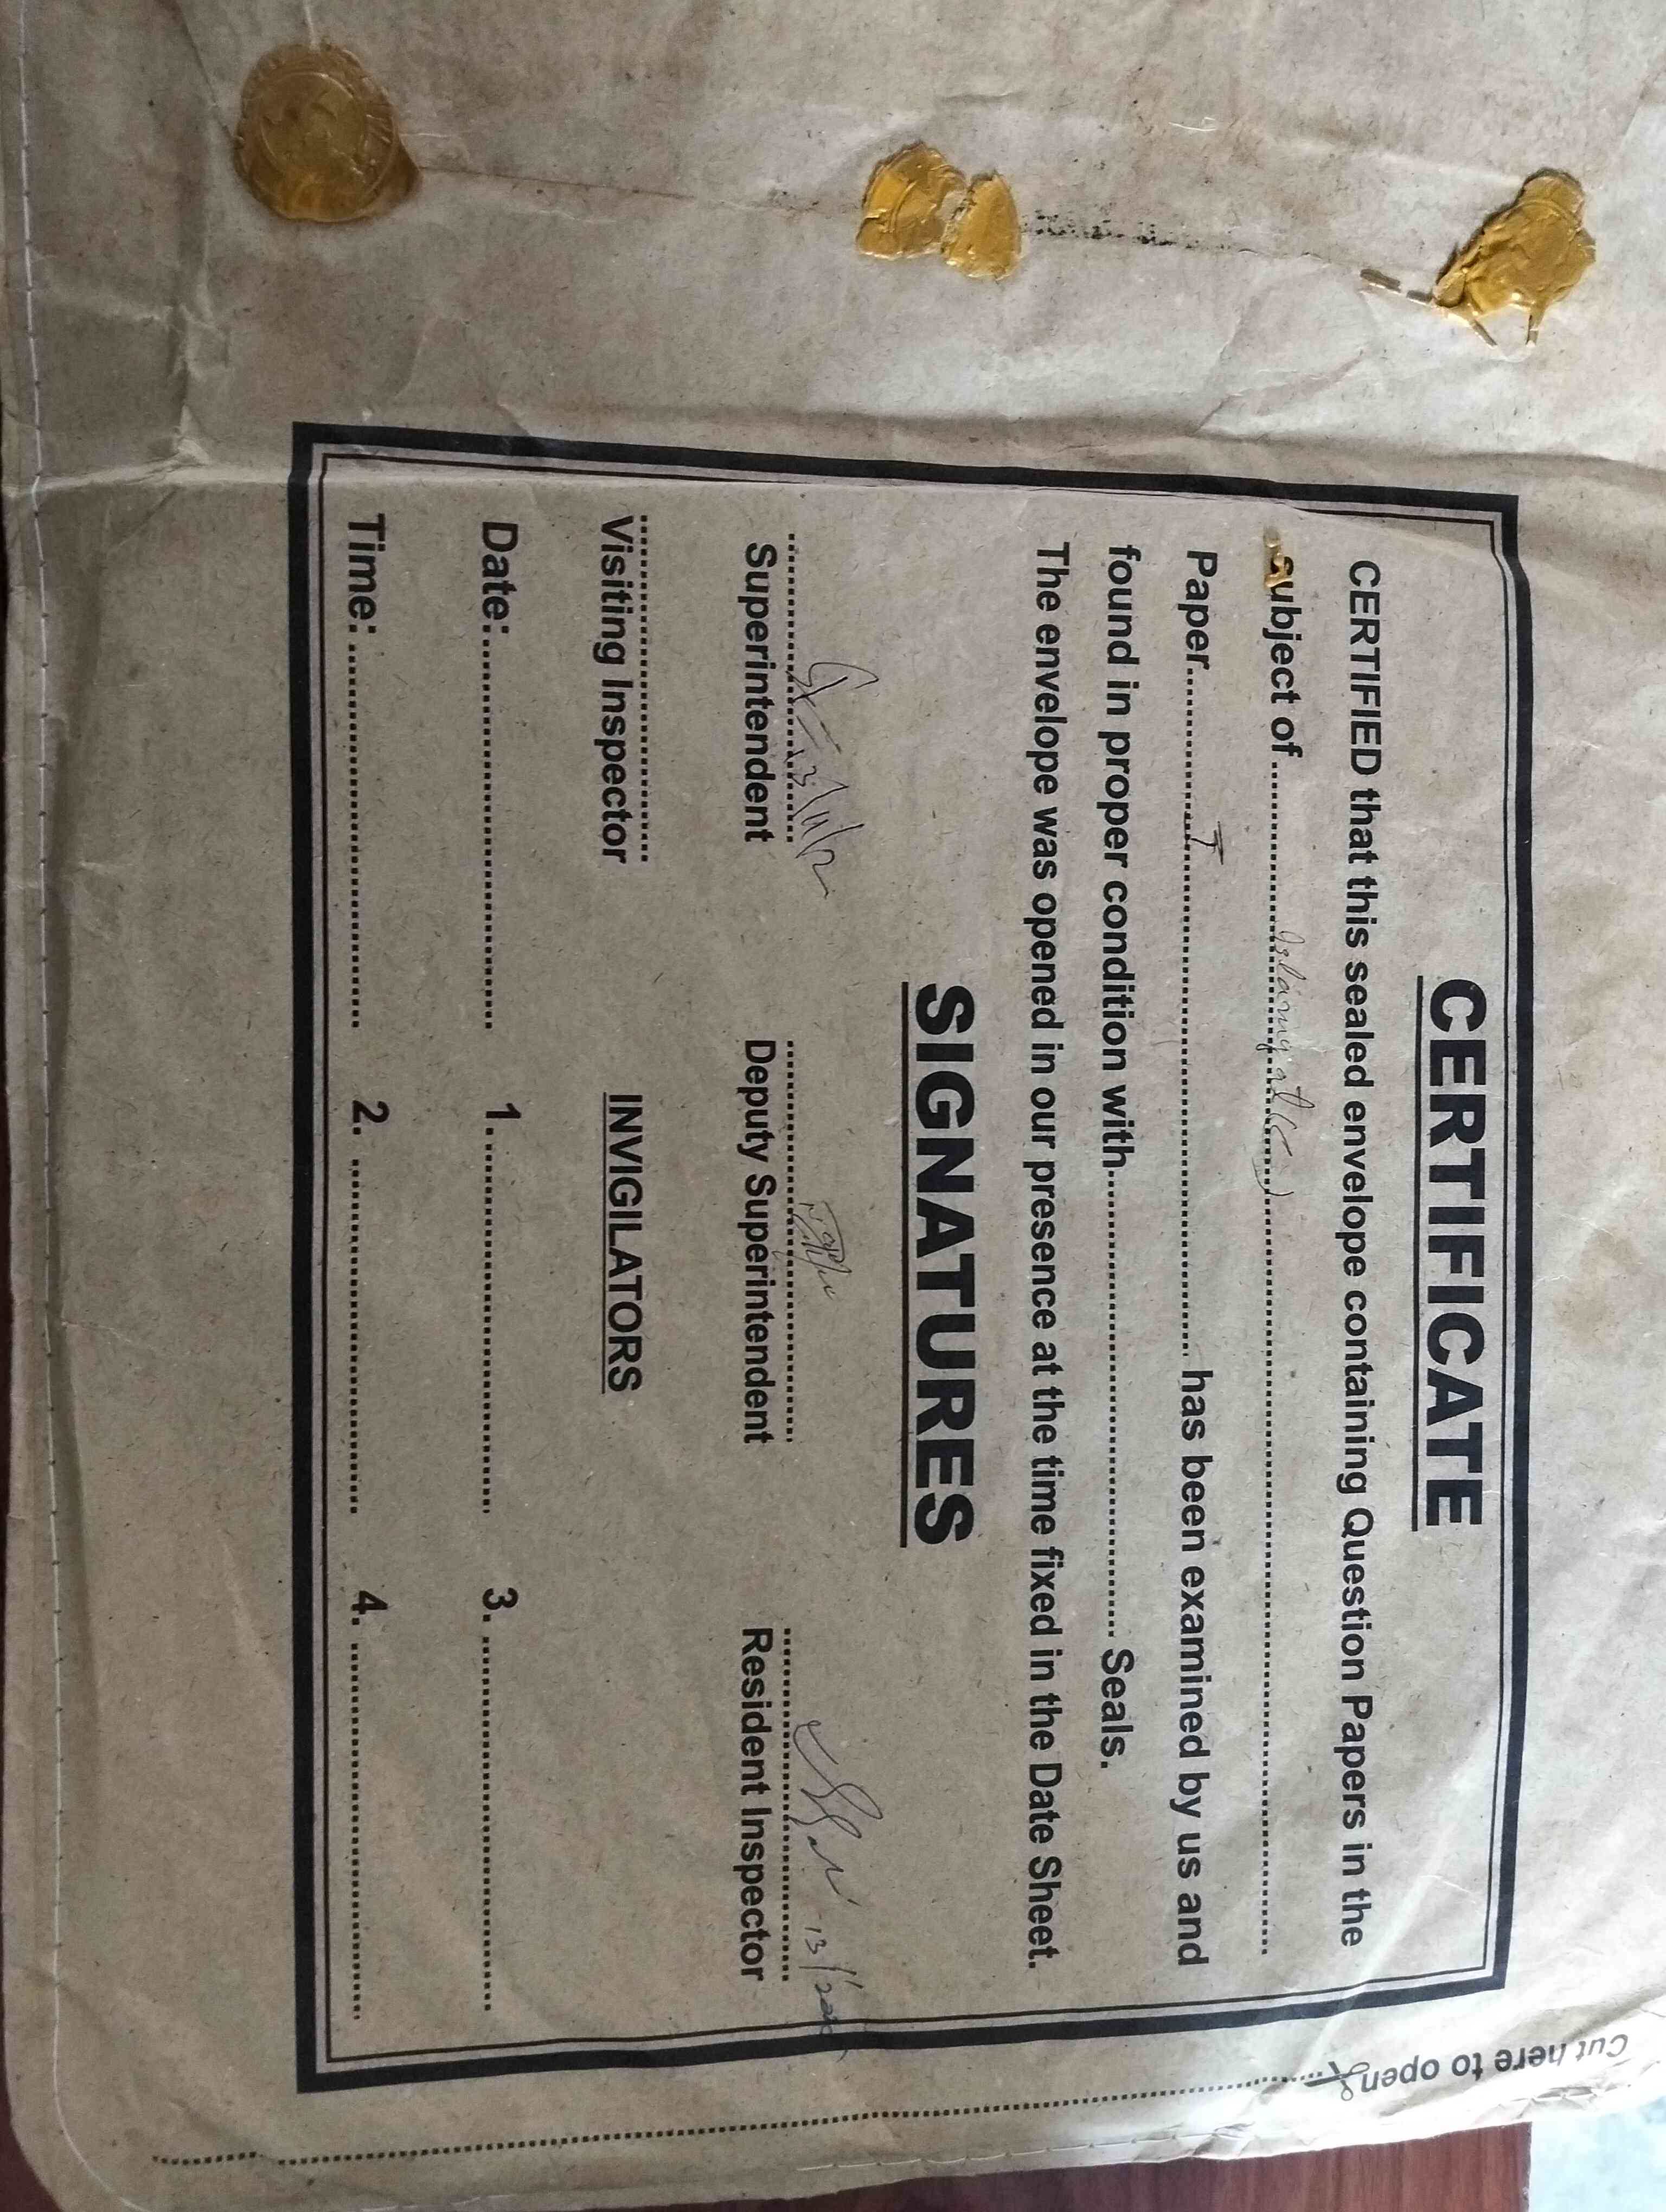 CERTIFICATE
CERTIFIED that this sealed envelope containing Question Papers in the
subject of..........Islamyat(c)..........
Paper..........I.......... has been examined by us and
found in proper condition with.......... Seals.
The envelope was opened in our presence at the time fixed in the Date Sheet.
SIGNATURES
Superintendent Deputy Superintendent Resident Inspector
Visiting Inspector INVIGILATORS
Date:.......... 1........... 3...........
Time:.......... 2........... 4...........
Cut here to open